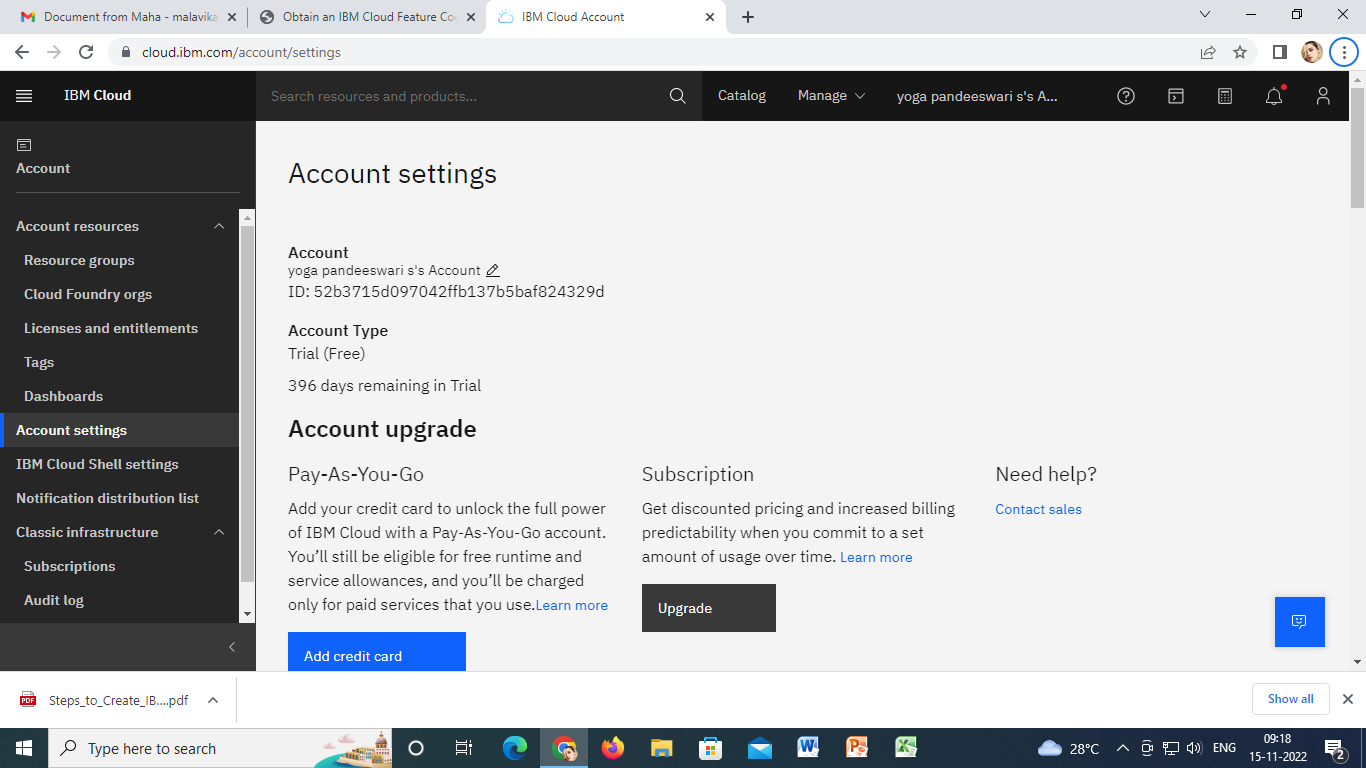 Document from Maha - malavika
Obtain an IBM Cloud Feature Coc
IBM Cloud Account
cloud.ibm.com/account/settings
IBM Cloud
Search resources and products...
Catalog
Manage
yoga pandeeswari s's A...
Account
Account resources
Resource groups
Cloud Foundry orgs
Licenses and entitlements
Tags
Dashboards
Account settings
IBM Cloud Shell settings
Notification distribution list
Classic infrastructure
Subscriptions
Audit log
Account settings
Account
yoga pandeeswari s's Account
ID: 52b3715d097042ffb137b5baf824329d
Account Type
Trial (Free)
396 days remaining in Trial
Account upgrade
Pay-As-You-Go
Add your credit card to unlock the full power
of IBM Cloud with a Pay-As-You-Go account.
You’ll still be eligible for free runtime and
service allowances, and you’ll be charged
only for paid services that you use.Learn more
Add credit card
Subscription
Get discounted pricing and increased billing
predictability when you commit to a set
amount of usage over time. Learn more
Upgrade
Need help?
Contact sales
PDF
Steps_to_Create_IB....pdf
Show all
Type here to search
28°C
ENG
09:18
15-11-2022
2